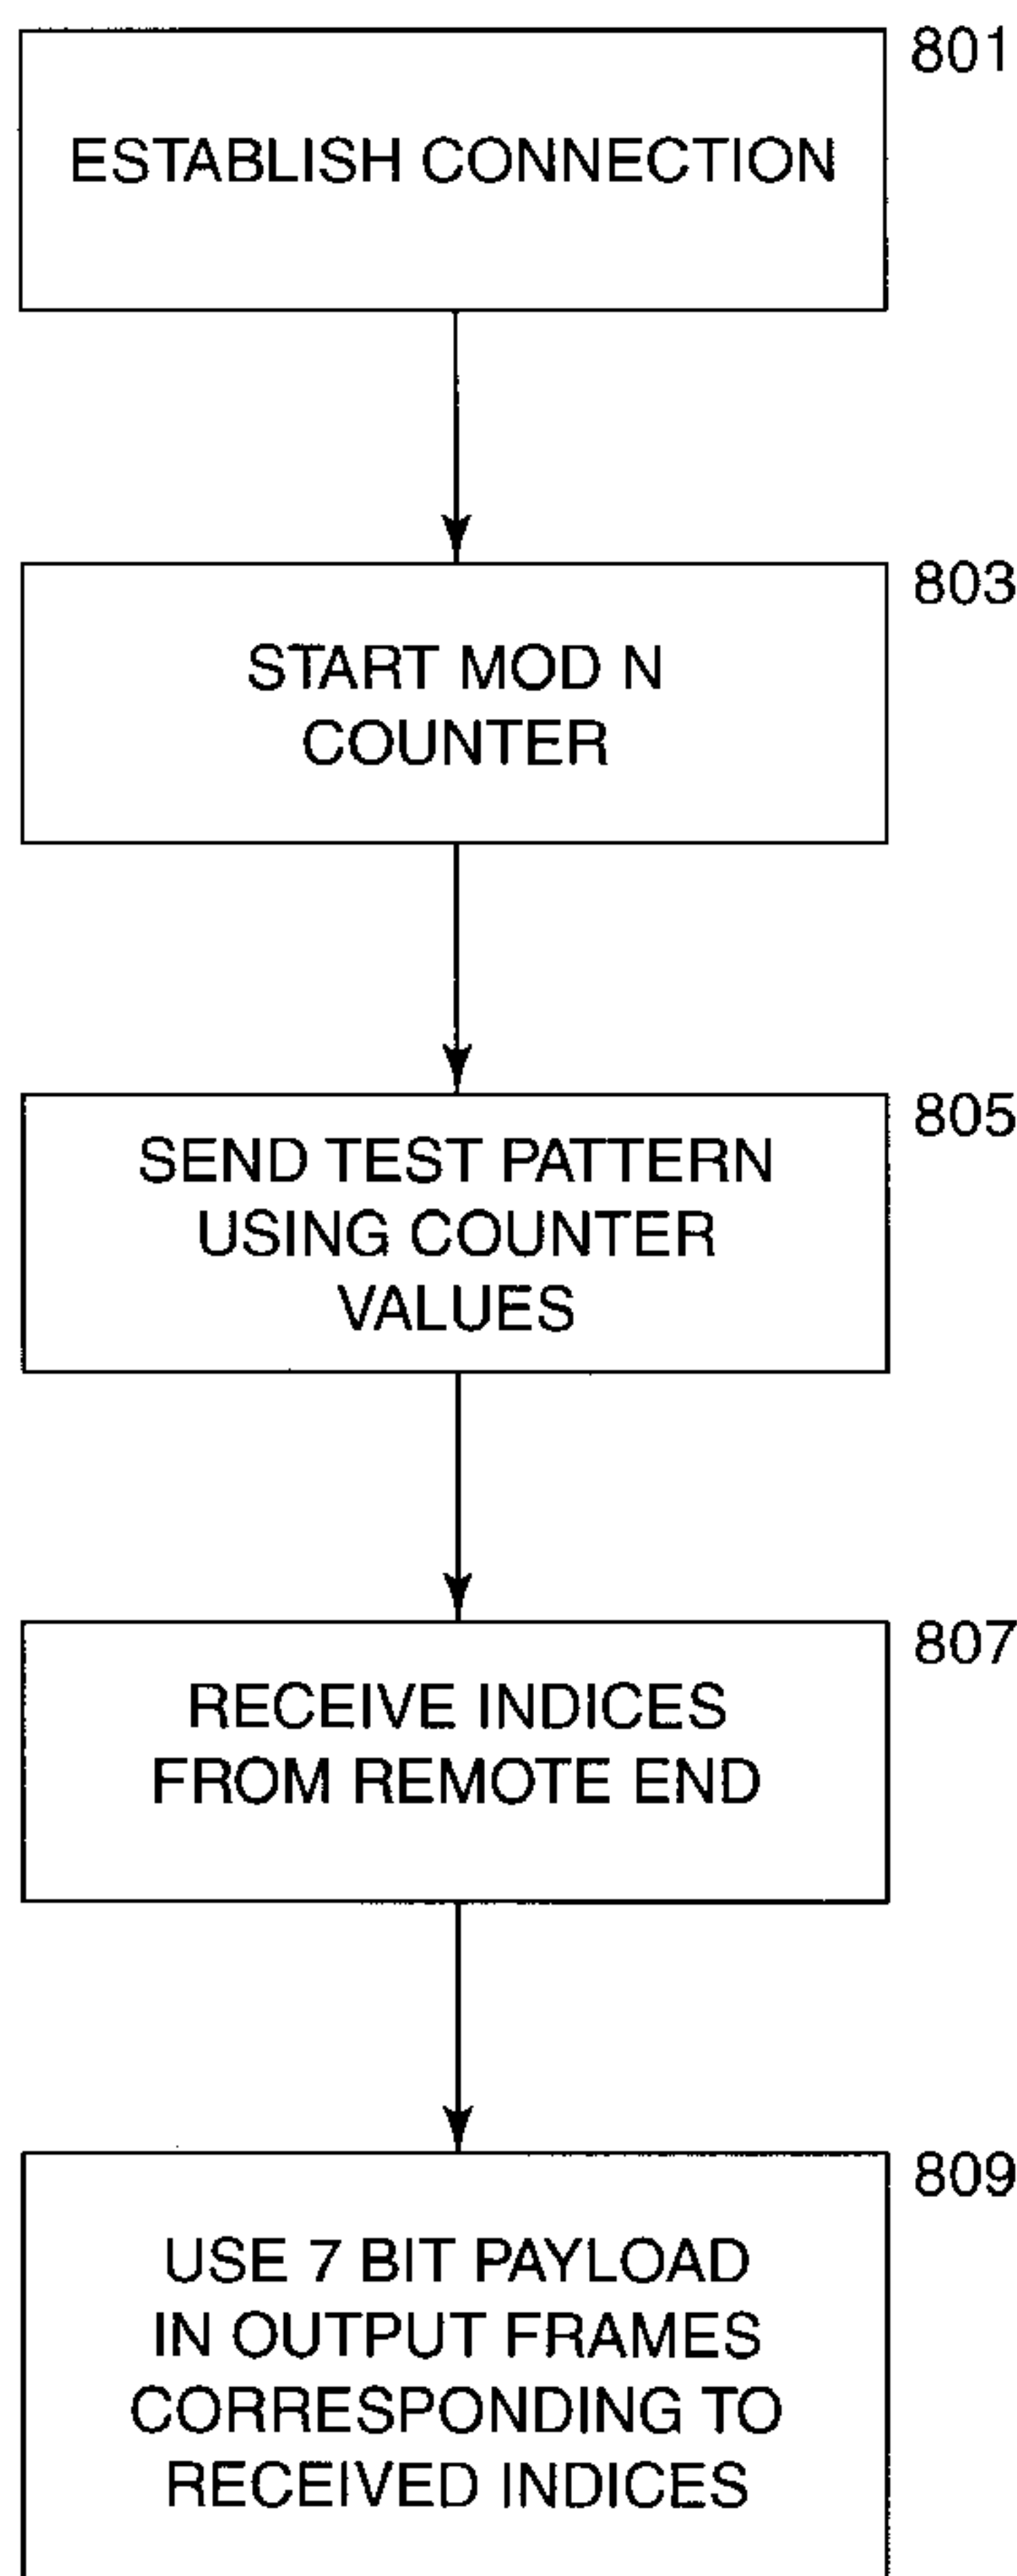 801
ESTABLISH CONNECTION
803
START MOD N
COUNTER
805
SEND TEST PATTERN
USING COUNTER
VALUES
807
RECEIVE INDICES
FROM REMOTE END
809
USE 7 BIT PAYLOAD
IN OUTPUT FRAMES
CORRESPONDING TO
RECEIVED INDICES